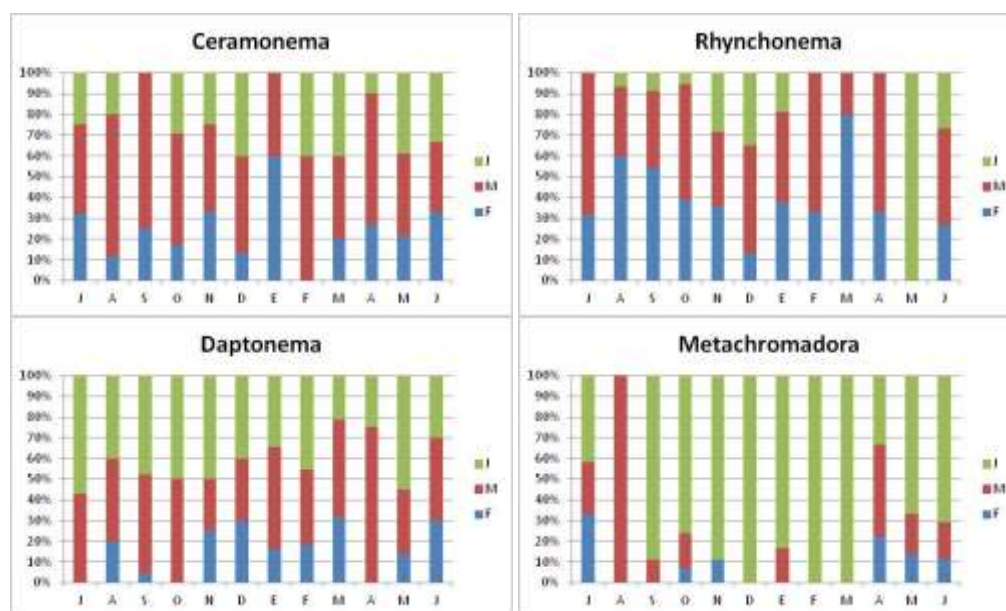 Ceramonema
100%
90%
80%
70%
60%
50%
40%
30%
20%
10%
0%
J A S O N D E F M A M J
J
M
F
Rhynchonema
100%
90%
80%
70%
60%
50%
40%
30%
20%
10%
0%
J A S O N D E F M A M J
J
M
F
Daptonema
100%
90%
80%
70%
60%
50%
40%
30%
20%
10%
0%
J A S O N D E F M A M J
J
M
F
Metachromadora
100%
90%
80%
70%
60%
50%
40%
30%
20%
10%
0%
J A S O N D E F M A M J
J
M
F